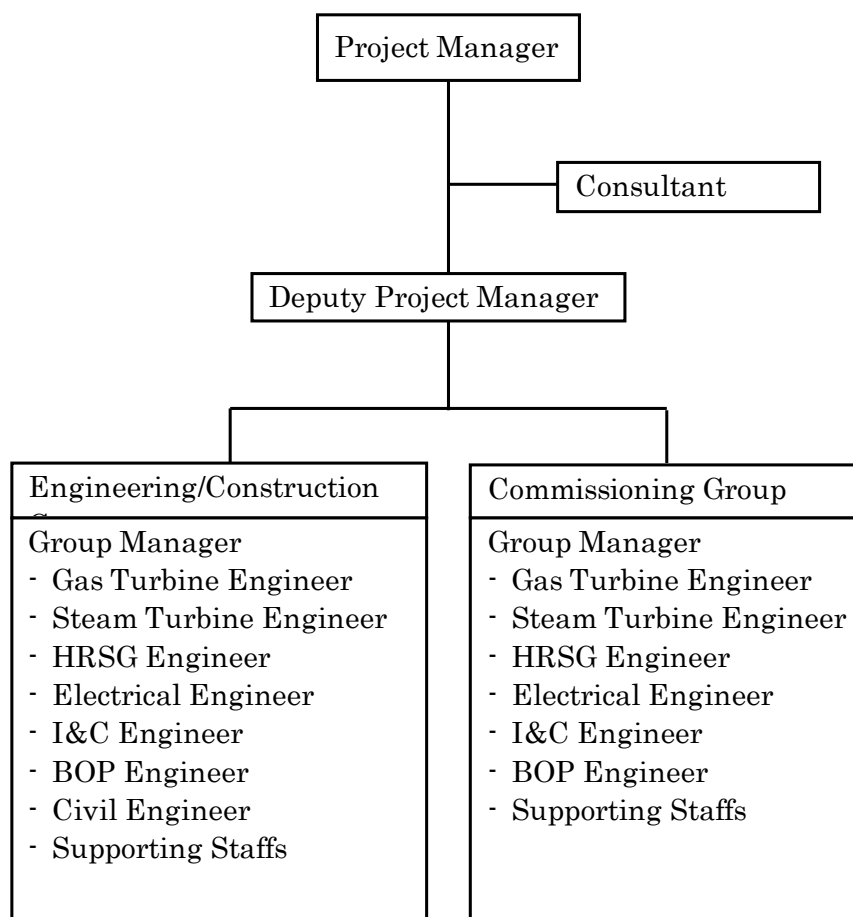 Project Manager
Consultant
Deputy Project Manager
Engineering/Construction
Group Manager
- Gas Turbine Engineer
- Steam Turbine Engineer
- HRSG Engineer
- Electrical Engineer
- I&C Engineer
- BOP Engineer
- Civil Engineer
- Supporting Staffs
Commissioning Group
Group Manager
- Gas Turbine Engineer
- Steam Turbine Engineer
- HRSG Engineer
- Electrical Engineer
- I&C Engineer
- BOP Engineer
- Supporting Staffs